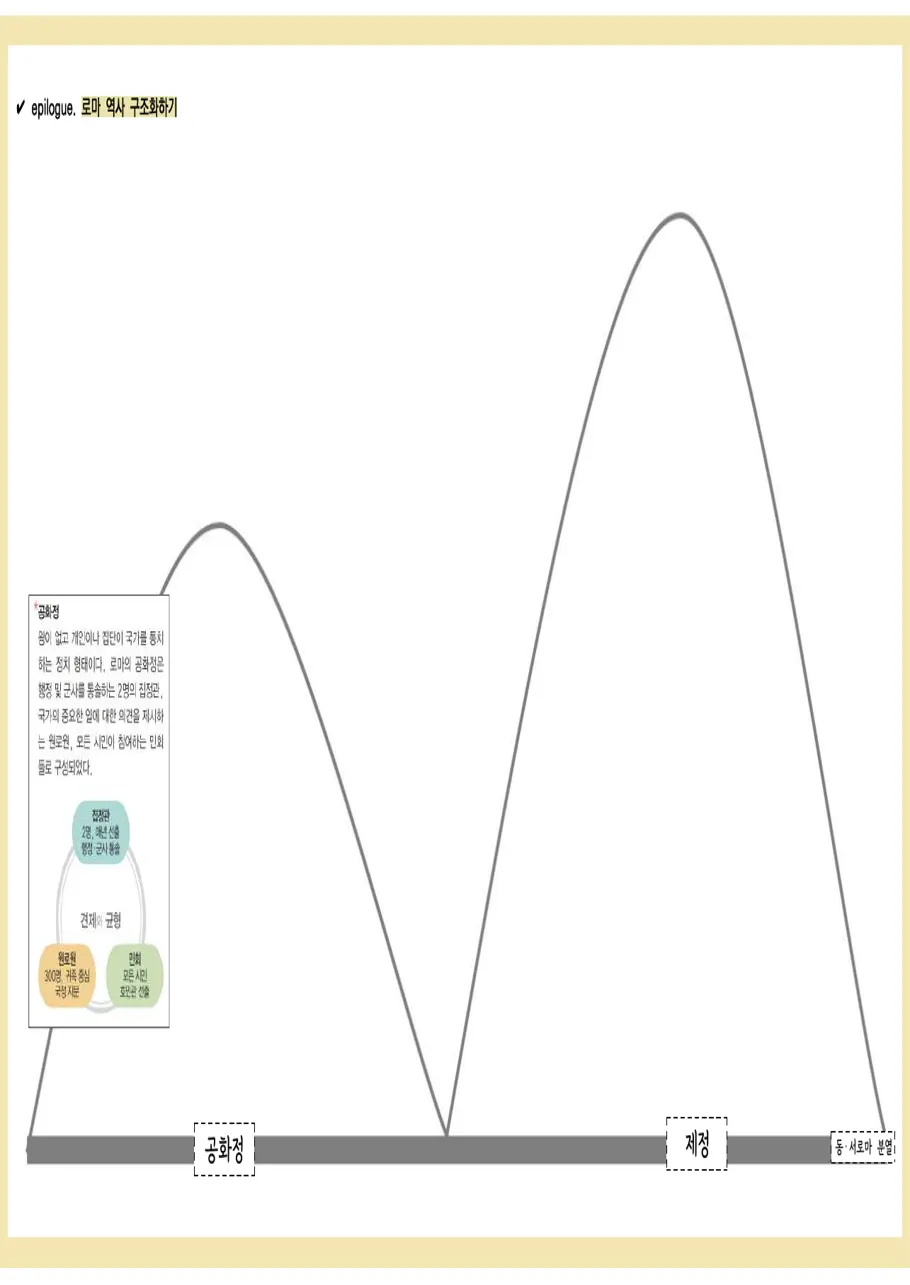 ✔ epilogue. 로마 역사 구조화하기
*공화정
왕이 없고 개인이나 집단이 국가를 통치
하는 정치 형태이다. 로마의 공화정은
행정 및 군사를 통솔하는 2명의 집정관,
국가의 중요한 일에 대한 의견을 제시하
는 원로원, 모든 시민이 참여하는 민회
들로 구성되었다.
집정관
2명, 매년 선출
행정·군사 통솔
견제와 균형
원로원
300명, 귀족 중심
국정 자문
민회
모든 시민
호민관 선출
공화정
제정
동·서로마 분열